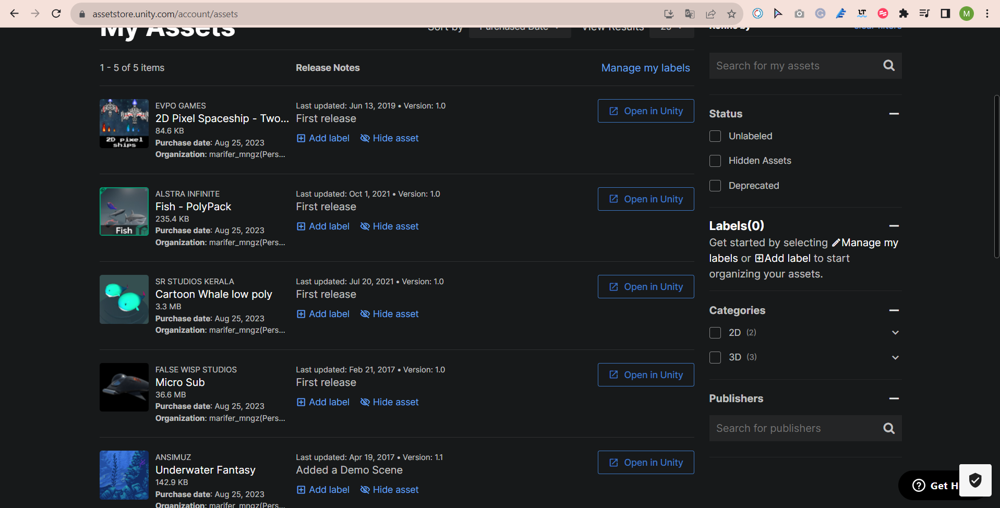 assetstore.unity.com/account/assets
M
My Assets
Sort by
Purchased Date
View Results
25
Refine by
clear filters
1 - 5 of 5 items
Release Notes
Manage my labels
Search for my assets
2D pixel
ships
EVPO GAMES
2D Pixel Spaceship - Two...
84.6 KB
Purchase date: Aug 25, 2023
Organization: marifer_mngz(Pers...
Last updated: Jun 13, 2019 • Version: 1.0
First release
Add label
Hide asset
Open in Unity
Fish
ALSTRA INFINITE
Fish - PolyPack
235.4 KB
Purchase date: Aug 25, 2023
Organization: marifer_mngz(Pers...
Last updated: Oct 1, 2021 • Version: 1.0
First release
Add label
Hide asset
Open in Unity
SR STUDIOS KERALA
Cartoon Whale low poly
3.3 MB
Purchase date: Aug 25, 2023
Organization: marifer_mngz(Pers...
Last updated: Jul 20, 2021 • Version: 1.0
First release
Add label
Hide asset
Open in Unity
FALSE WISP STUDIOS
Micro Sub
36.6 MB
Purchase date: Aug 25, 2023
Organization: marifer_mngz(Pers...
Last updated: Feb 21, 2017 • Version: 1.0
First release
Add label
Hide asset
Open in Unity
ANSIMUZ
Underwater Fantasy
142.9 KB
Purchase date: Aug 25, 2023
Organization: marifer_mngz(Pers...
Last updated: Apr 19, 2017 • Version: 1.1
Added a Demo Scene
Add label
Hide asset
Open in Unity
Status
Unlabeled
Hidden Assets
Deprecated
Labels(0)
Get started by selecting Manage my
labels or Add label to start
organizing your assets.
Categories
2D (2)
3D (3)
Publishers
Search for publishers
Get H